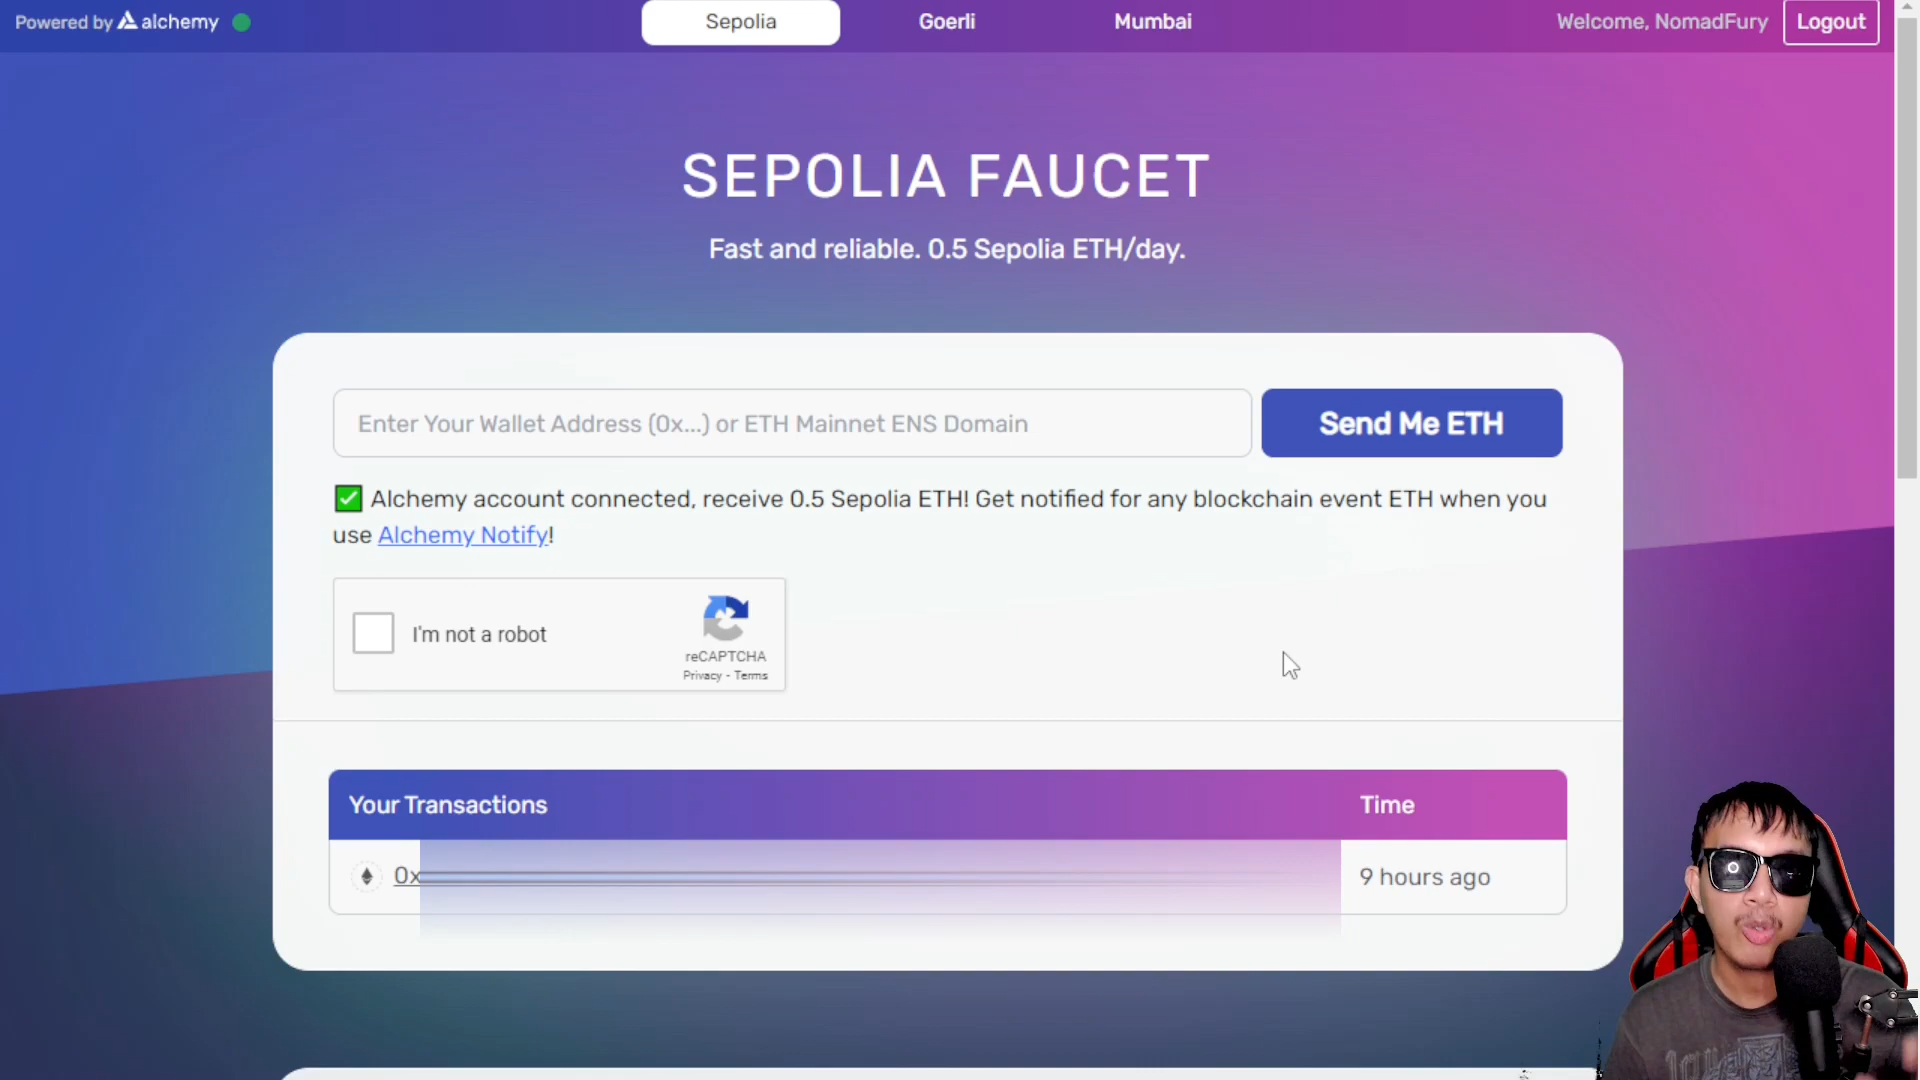 Powered by alchemy
Sepolia
Goerli
Mumbai
Welcome, NomadFury
Logout
SEPOLIA FAUCET
Fast and reliable. 0.5 Sepolia ETH/day.
Enter Your Wallet Address (0x...) or ETH Mainnet ENS Domain
Send Me ETH
Alchemy account connected, receive 0.5 Sepolia ETH! Get notified for any blockchain event ETH when you
use Alchemy Notify!
I'm not a robot
reCAPTCHA
Privacy - Terms
Your Transactions
Time
0x
9 hours ago